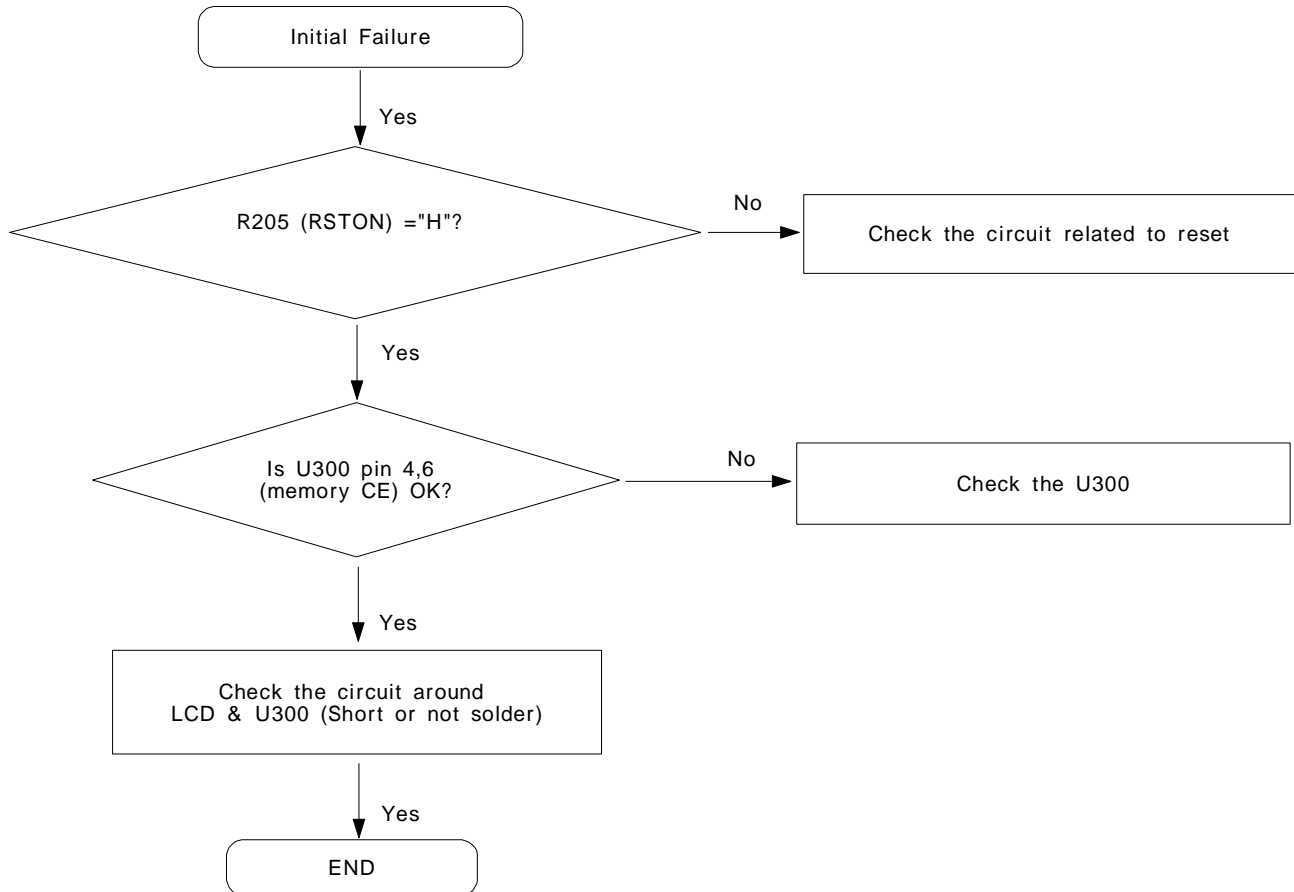 Initial Failure
Yes
R205 (RSTON) ="H"?
No
Check the circuit related to reset
Yes
Is U300 pin 4,6
(memory CE) OK?
No
Check the U300
Yes
Check the circuit around
LCD & U300 (Short or not solder)
Yes
END